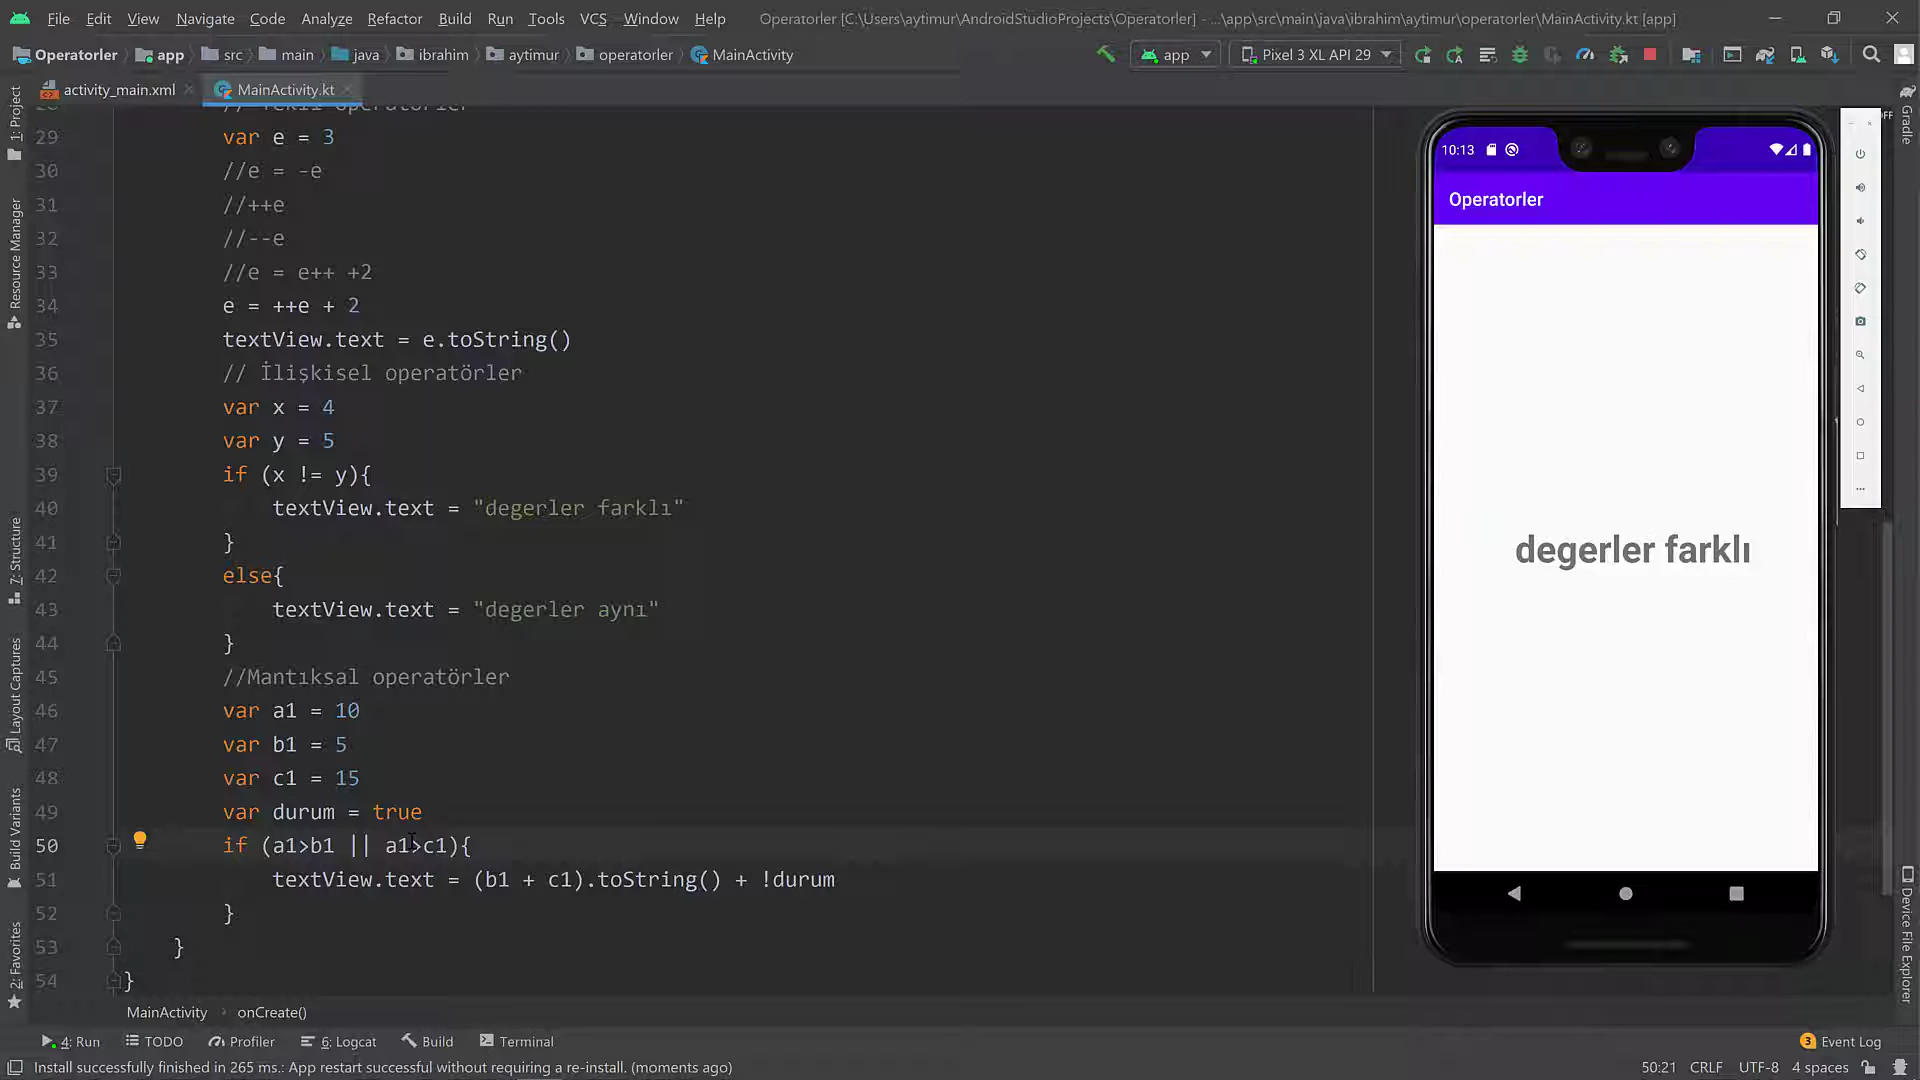 File Edit View Navigate Code Analyze Refactor Build Run Tools VCS Window Help Operatorler [C:\Users\aytimur\AndroidStudioProjects\Operatorler] - ...\app\src\main\java\ibrahim\aytimur\operatorler\MainActivity.kt [app]
Operatorler app src main java ibrahim aytimur operatorler MainActivity app Pixel 3 XL API 29
activity_main.xml MainActivity.kt
28 // Tekli operatörler
29 var e = 3
30 //e = -e
31 //++e
32 //--e
33 //e = e++ +2
34 e = ++e + 2
35 textView.text = e.toString()
36 // İlişkisel operatörler
37 var x = 4
38 var y = 5
39 if (x != y){
40 textView.text = "degerler farklı"
41 }
42 else{
43 textView.text = "degerler aynı"
44 }
45 //Mantıksal operatörler
46 var a1 = 10
47 var b1 = 5
48 var c1 = 15
49 var durum = true
50 if (a1>b1 || a1>c1){
51 textView.text = (b1 + c1).toString() + !durum
52 }
53 }
54 }
MainActivity onCreate()
1: Project
Resource Manager
7: Structure
Layout Captures
Build Variants
2: Favorites
10:13
Operatorler
degerler farklı
Gradle
Device File Explorer
4: Run TODO Profiler 6: Logcat Build Terminal 3 Event Log
Install successfully finished in 265 ms.: App restart successful without requiring a re-install. (moments ago) 50:21 CRLF UTF-8 4 spaces